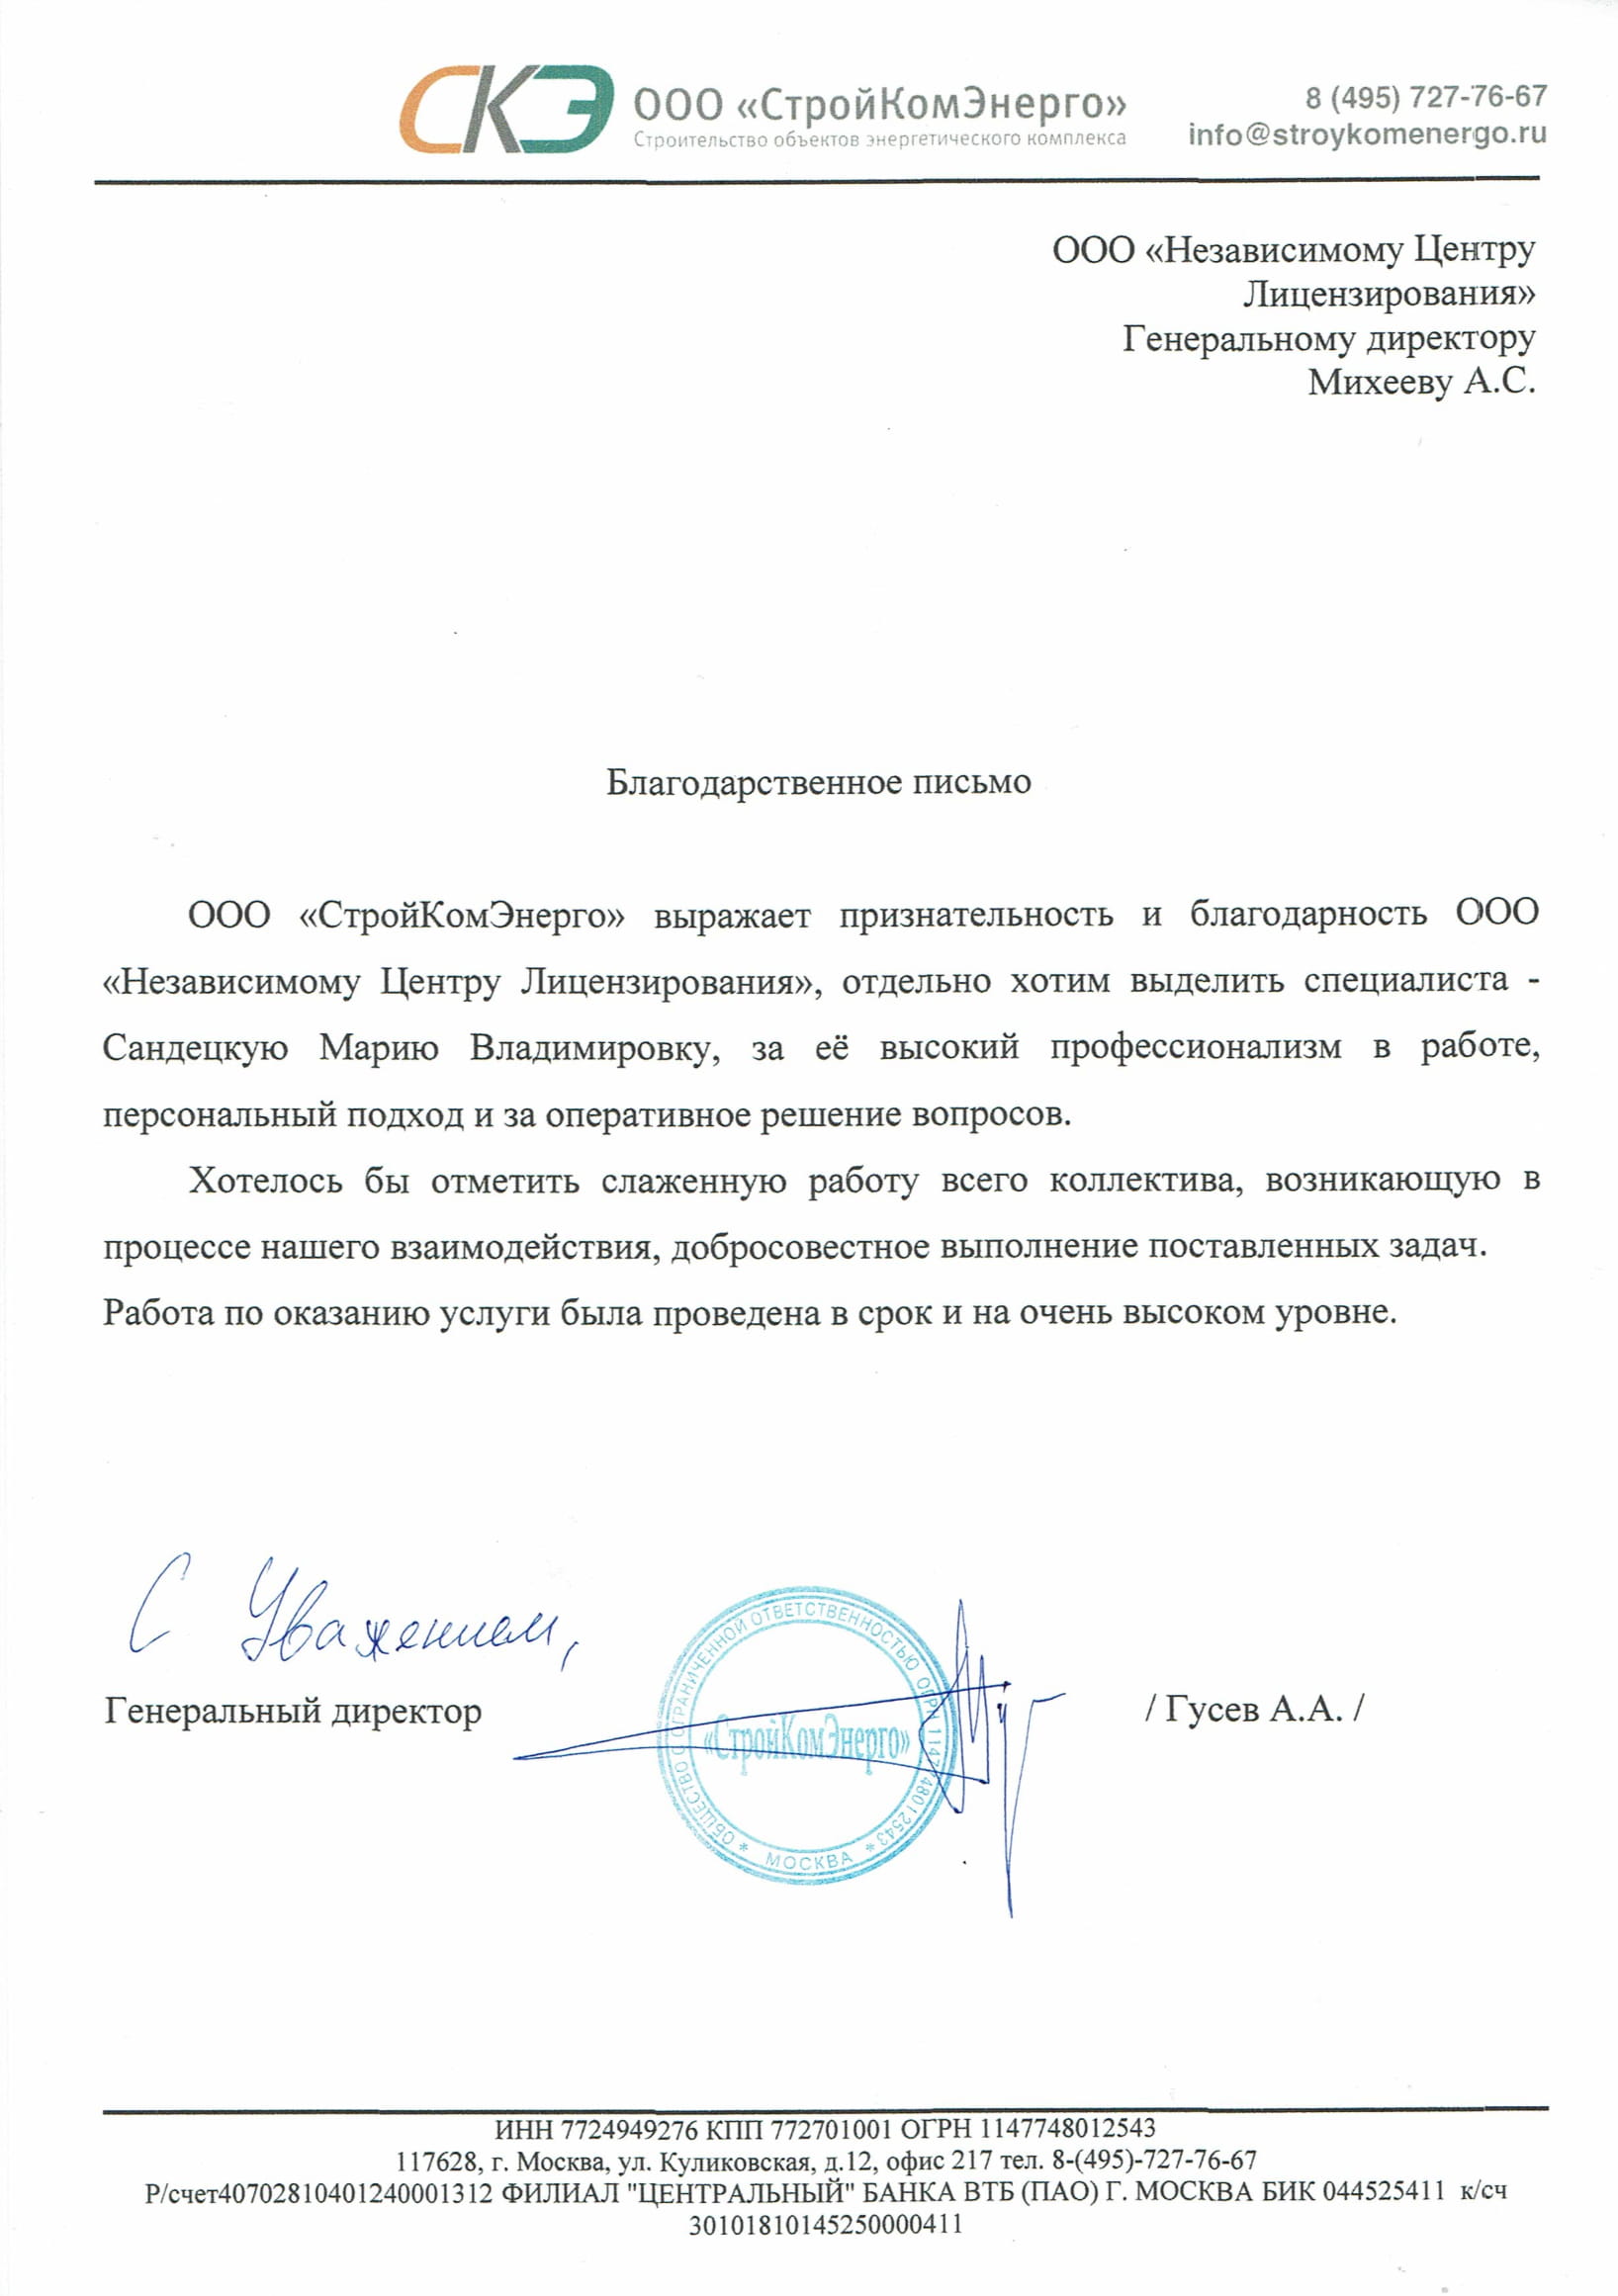 СКЭ ООО «СтройКомЭнерго»
Строительство объектов энергетического комплекса
8 (495) 727-76-67
info@stroykomenergo.ru
ООО «Независимому Центру
Лицензирования»
Генеральному директору
Михееву А.С.
Благодарственное письмо
ООО «СтройКомЭнерго» выражает признательность и благодарность ООО
«Независимому Центру Лицензирования», отдельно хотим выделить специалиста -
Сандецкую Марию Владимировку, за её высокий профессионализм в работе,
персональный подход и за оперативное решение вопросов.
Хотелось бы отметить слаженную работу всего коллектива, возникающую в
процессе нашего взаимодействия, добросовестное выполнение поставленных задач.
Работа по оказанию услуги была проведена в срок и на очень высоком уровне.
С Уважением,
Генеральный директор
ОБЩЕСТВО С ОГРАНИЧЕННОЙ ОТВЕТСТВЕННОСТЬЮ ОГРН 1147748012543
«СтройКомЭнерго»
* МОСКВА *
/ Гусев А.А. /
ИНН 7724949276 КПП 772701001 ОГРН 1147748012543
117628, г. Москва, ул. Куликовская, д.12, офис 217 тел. 8-(495)-727-76-67
Р/счет40702810401240001312 ФИЛИАЛ "ЦЕНТРАЛЬНЫЙ" БАНКА ВТБ (ПАО) Г. МОСКВА БИК 044525411 к/сч
30101810145250000411